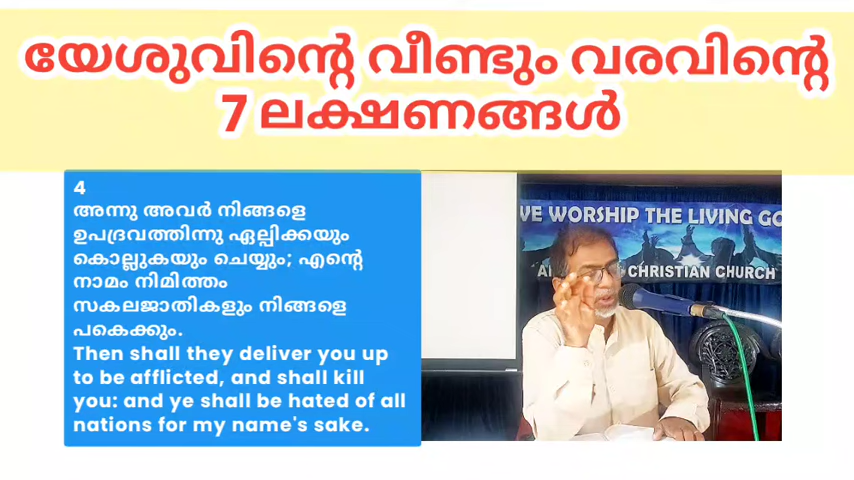 യേശുവിന്റെ വീണ്ടും വരവിന്റെ
7 ലക്ഷണങ്ങൾ
4
അന്നു അവർ നിങ്ങളെ
ഉപദ്രവത്തിന്നു ഏല്പിക്കയും
കൊല്ലുകയും ചെയ്യും; എന്റെ
നാമം നിമിത്തം
സകലജാതികളും നിങ്ങളെ
പകെക്കും.
Then shall they deliver you up
to be afflicted, and shall kill
you: and ye shall be hated of all
nations for my name's sake.
WE WORSHIP THE LIVING GO
CHRISTIAN CHURCH